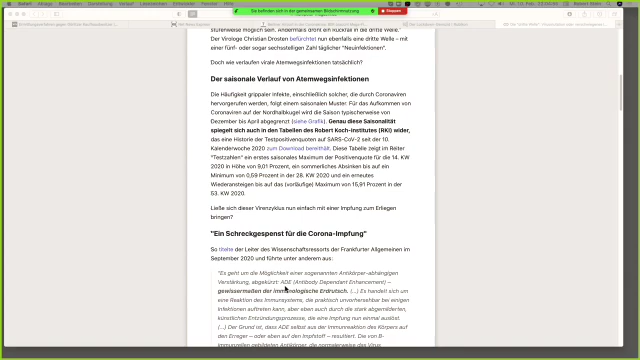 Sie befinden sich in der gemeinsamen Bildschirmnutzung
Stoppen
stufenweise möglich sein. Anderfalls droht ein Rückfall in die dritte Welle."
Der Virologe Christian Drosten befürchtet nun ebenfalls eine dritte Welle – mit
einer fünf- oder sogar sechsstelligen Zahl täglicher "Neuinfektionen".
Doch wie verlaufen virale Atemwegsinfektionen tatsächlich?
Der saisonale Verlauf von Atemwegsinfektionen
Die Häufigkeit grippaler Infekte, einschließlich solcher, die durch Coronaviren
hervorgerufen werden, folgt einem saisonalen Muster. Für das Aufkommen von
Coronaviren auf der Nordhalbkugel wird die Saison typischerweise von
Dezember bis April abgegrenzt (siehe Grafik). Genau diese Saisonalität
spiegelt sich auch in den Tabellen des Robert Koch-Institutes (RKI) wider,
das eine Historie der Testpositivenquoten auf SARS-CoV-2 seit der 10.
Kalenderwoche 2020 zum Download bereithält. Diese Tabelle zeigt im Reiter
"Testzahlen" ein erstes saisonales Maximum der Positivenquote für die 14. KW
2020 in Höhe von 9,01 Prozent, ein sommerliches Absinken bis auf ein
Minimum von 0,59 Prozent in der 28. KW 2020 und ein erneutes
Wiederansteigen bis auf das (vorläufige) Maximum von 15,91 Prozent in der
53. KW 2020.
Ließe sich dieser Virenzyklus nun einfach mit einer Impfung zum Erliegen
bringen?
"Ein Schreckgespenst für die Corona-Impfung"
So titelte der Leiter des Wissenschaftsressorts der Frankfurter Allgemeinen im
September 2020 und führte unter anderem aus:
"Es geht um die Möglichkeit einer sogenannten Antikörper-abhängigen
Verstärkung, abgekürzt: ADE (Antibody Dependant Enhancement) –
gewissermaßen der immunologische Erdrutsch. (...) Es handelt sich um
eine Reaktion des Immunsystems, die praktisch unvorhersehbar bei einigen
Infektionen auftreten kann, aber eben auch durch die stark abgemilderten,
künstlichen Entzündungsprozesse, die eine Impfung nun einmal auslöst.
(...) Der Grund ist, dass ADE selbst aus der Immunreaktion des Körpers auf
den Erreger – oder eben auf den Impfstoff – resultiert. Die von B-
Immunzellen gebildeten Antikörper, die normalerweise das Virus